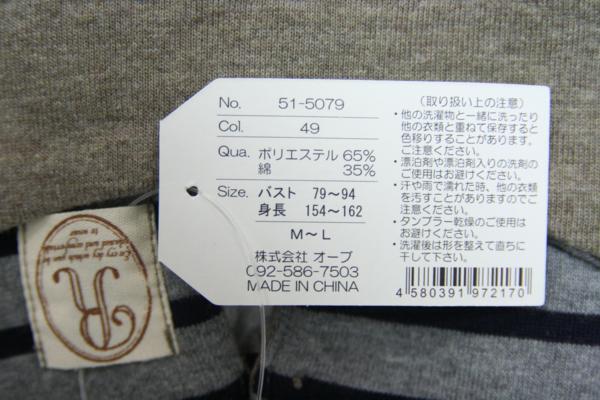 No. 51-5079
Col. 49
Qua. ポリエステル 65%
綿 35%
Size. バスト 79〜94
身長 154〜162
M〜L
株式会社 オーブ
092-586-7503
MADE IN CHINA
（取り扱い上の注意）
・他の洗濯物と一緒に洗ったり
他の衣類と重ねて保存すると
色移りすることがあります。
ご注意ください。
・漂泊剤や漂泊剤入りの洗剤の
ご使用はお避けください。
・汗や雨で濡れた時、他の衣類
を汚すことがありますのでご注意ください。
・タンブラー乾燥のご使用は
お避けください。
・洗濯後は形を整えて直ちに
干して下さい。
4 580391 972170
R